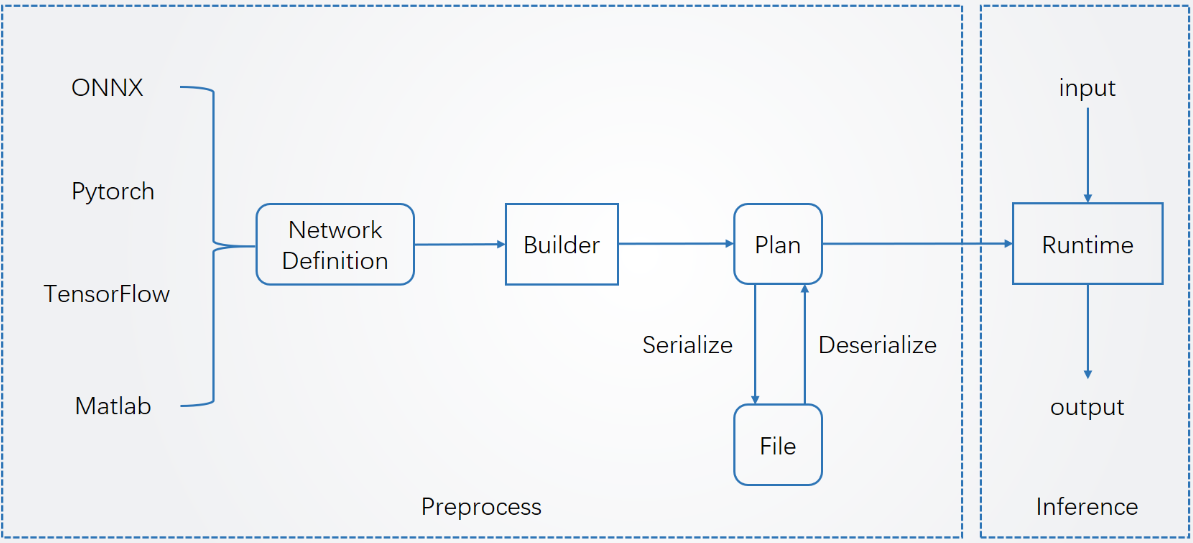 ONNX
Pytorch
TensorFlow
Matlab
Network
Definition
Builder
Plan
Serialize
Deserialize
File
Preprocess
input
Runtime
output
Inference